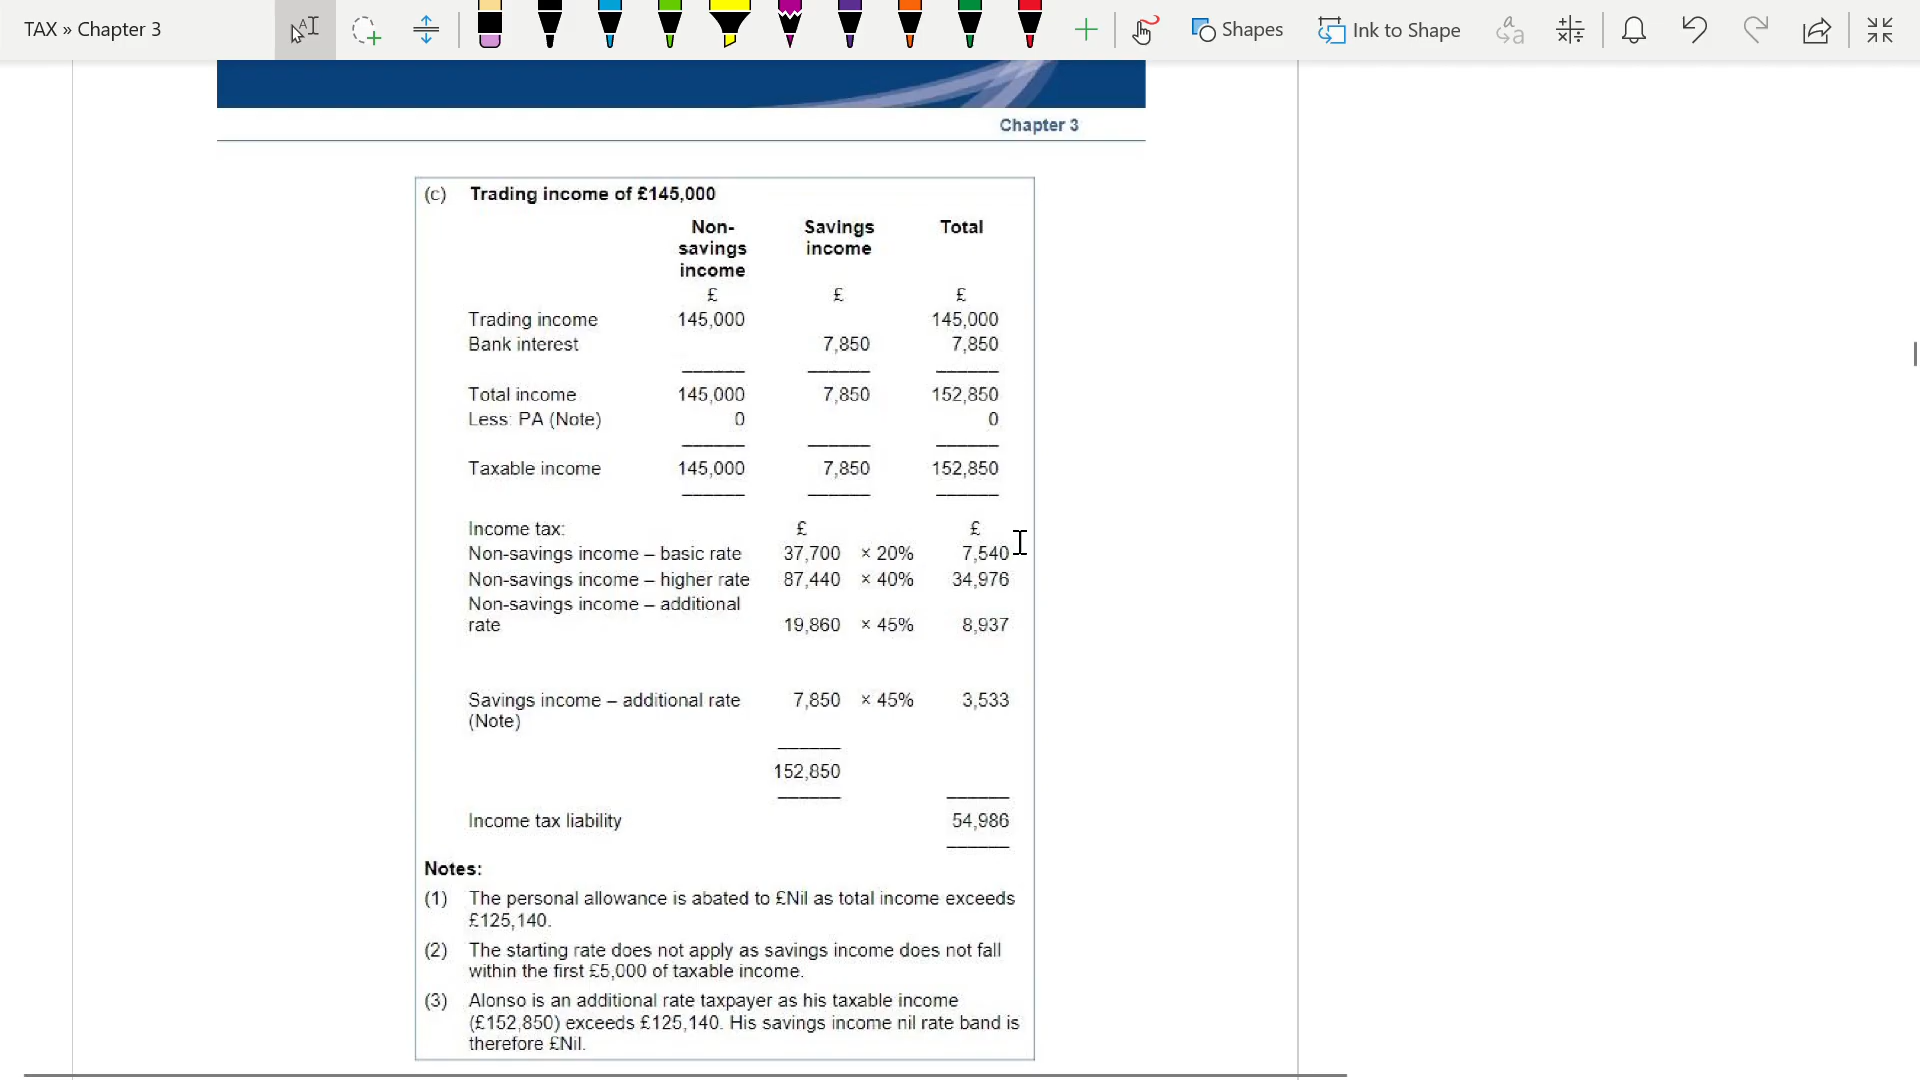 TAX » Chapter 3
Shapes
Ink to Shape
Chapter 3
(c) Trading income of £145,000
Non-savings income Savings income Total
£ £ £
Trading income 145,000 145,000
Bank interest 7,850 7,850
Total income 145,000 7,850 152,850
Less: PA (Note) 0 0
Taxable income 145,000 7,850 152,850
Income tax: £ £
Non-savings income – basic rate 37,700 × 20% 7,540
Non-savings income – higher rate 87,440 × 40% 34,976
Non-savings income – additional
rate 19,860 × 45% 8,937
Savings income – additional rate 7,850 × 45% 3,533
(Note)
152,850
Income tax liability 54,986
Notes:
(1) The personal allowance is abated to £Nil as total income exceeds
£125,140.
(2) The starting rate does not apply as savings income does not fall
within the first £5,000 of taxable income.
(3) Alonso is an additional rate taxpayer as his taxable income
(£152,850) exceeds £125,140. His savings income nil rate band is
therefore £Nil.